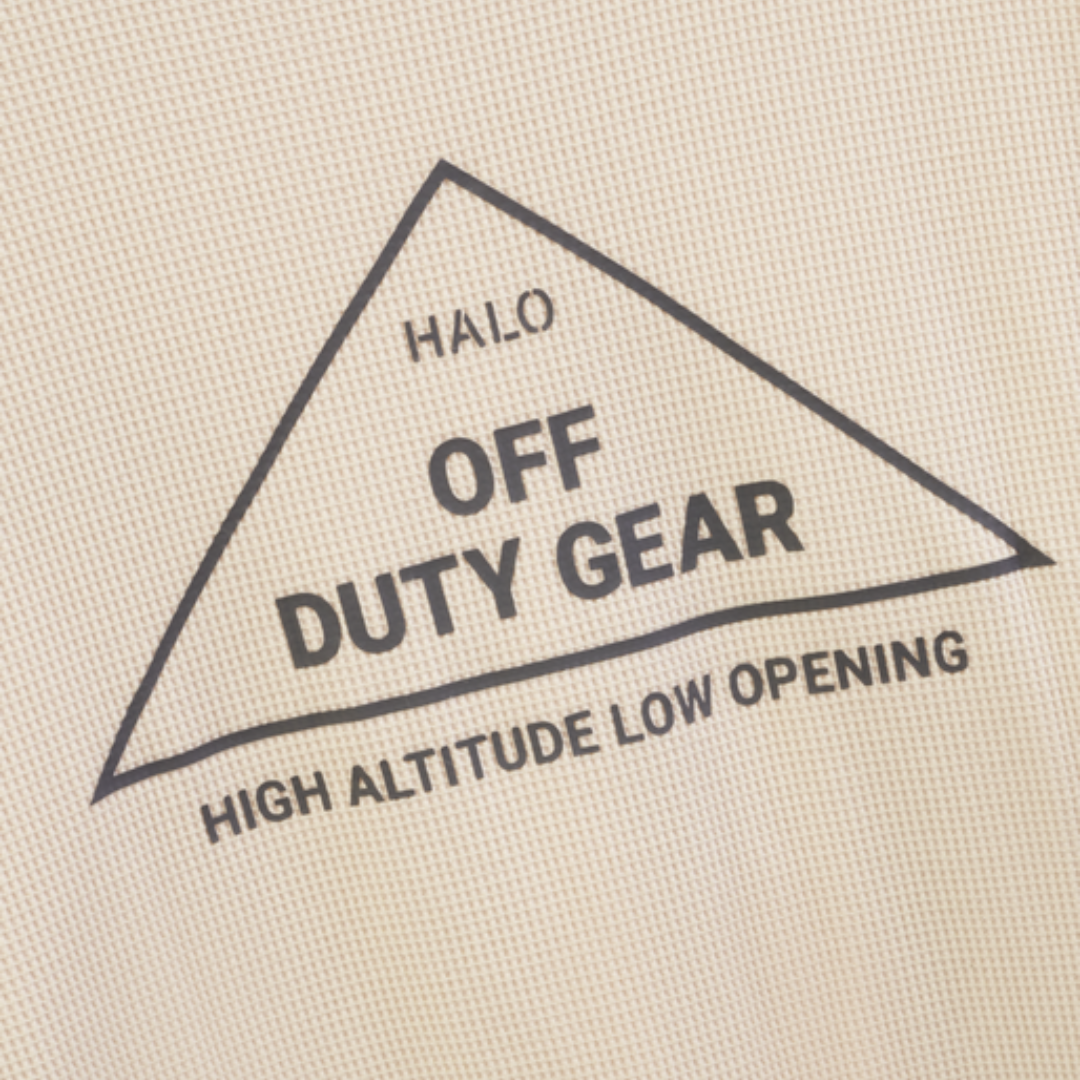 HALO
OFF
DUTY GEAR
HIGH ALTITUDE LOW OPENING